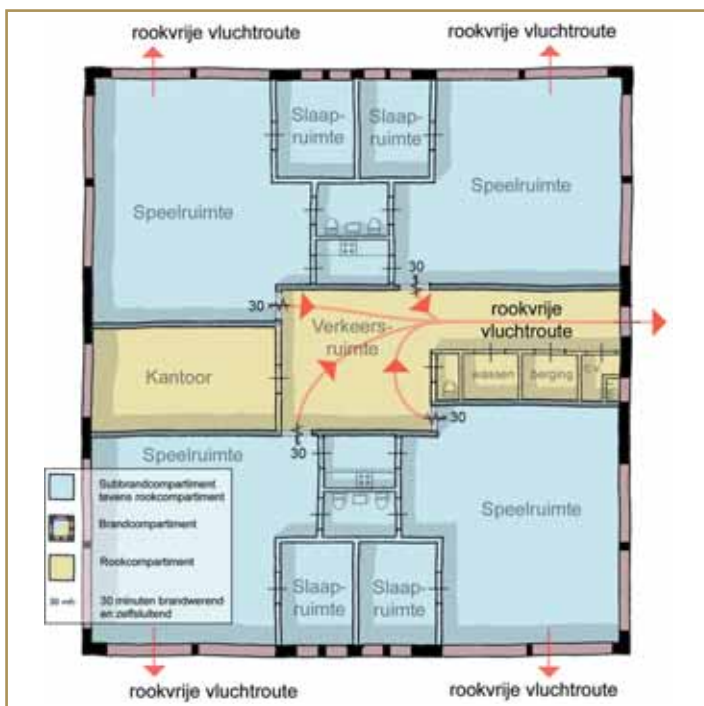 rookvrije vluchtroute
rookvrije vluchtroute
Slaap-
ruimte
Slaap-
ruimte
Speelruimte
Speelruimte
30
30
rookvrije
vluchtroute
Verkeers-
ruimte
Kantoor
wassen
berging
CV
30
30
Speelruimte
Speelruimte
Subbrandcompartiment
tevens rookcompartiment
Brandcompartiment
Rookcompartiment
30 minuten brandwerend
en zelfsluitend
Slaap-
ruimte
Slaap-
ruimte
rookvrije vluchtroute
rookvrije vluchtroute